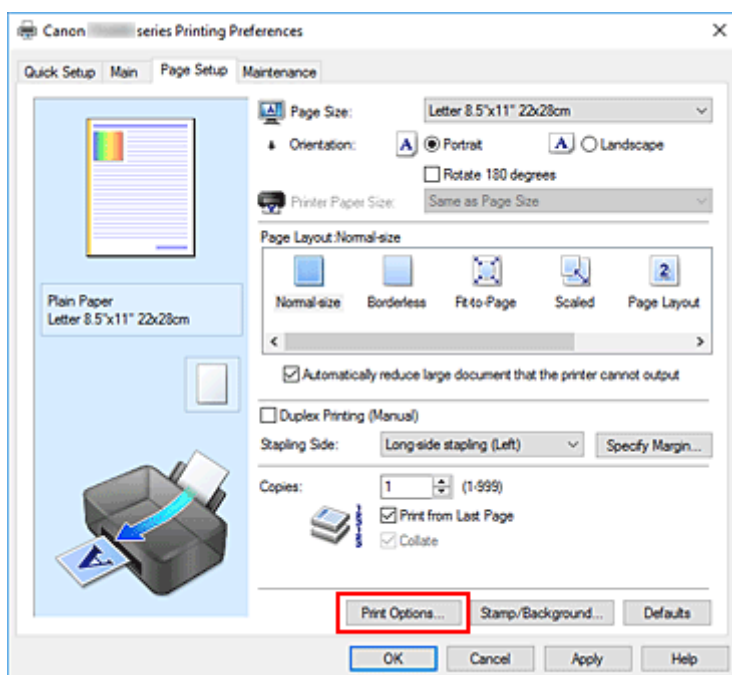 Canon series Printing Preferences
Quick Setup Main Page Setup Maintenance
Page Size: Letter 8.5"x11" 22x28cm
Orientation: A Portrait A Landscape
Rotate 180 degrees
Printer Paper Size: Same as Page Size
Page Layout:Normal-size
2
Normal-size Borderless Fit-to-Page Scaled Page Layout
Plain Paper
Letter 8.5"x11" 22x28cm
Automatically reduce large document that the printer cannot output
Duplex Printing (Manual)
Stapling Side: Long-side stapling (Left) Specify Margin...
Copies: 1 (1-999)
Print from Last Page
Collate
A
Print Options... Stamp/Background... Defaults
OK Cancel Apply Help